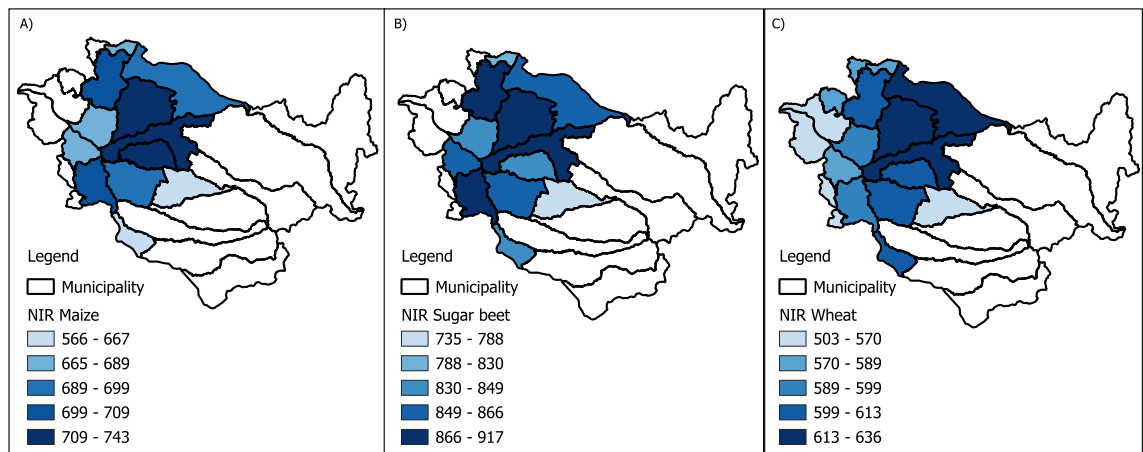 A)
Legend
Municipality
NIR Maize
566 - 667
665 - 689
689 - 699
699 - 709
709 - 743
B)
Legend
Municipality
NIR Sugar beet
735 - 788
788 - 830
830 - 849
849 - 866
866 - 917
C)
Legend
Municipality
NIR Wheat
503 - 570
570 - 589
589 - 599
599 - 613
613 - 636